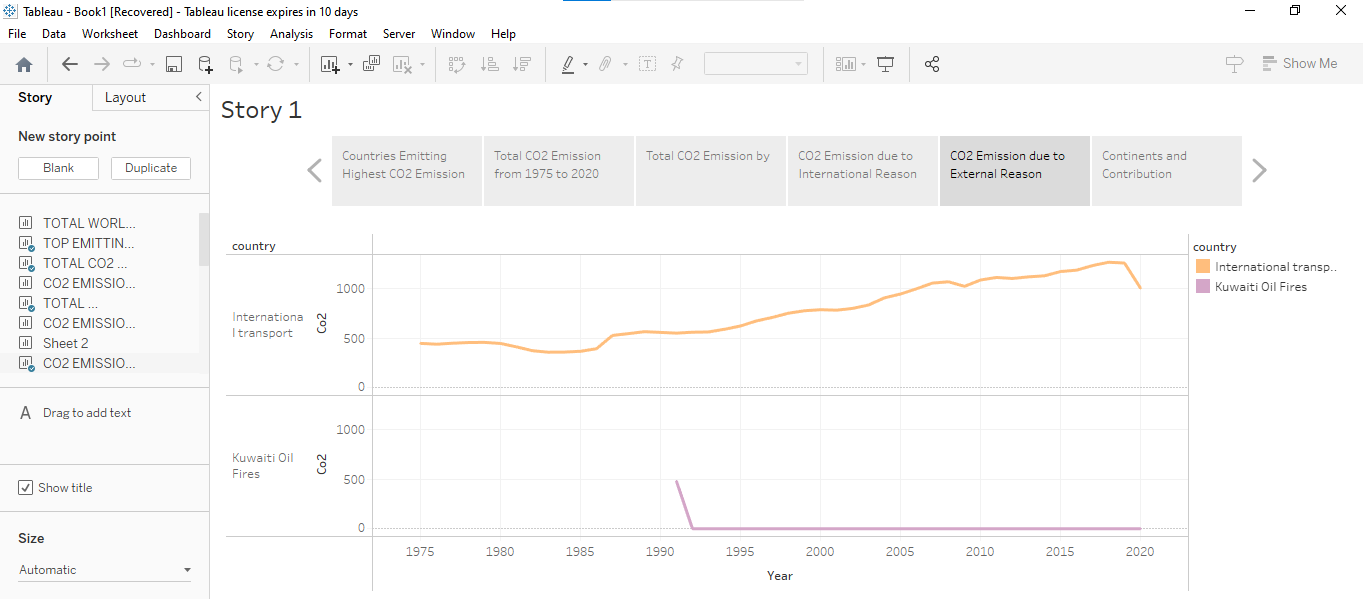 Tableau - Book1 [Recovered] - Tableau license expires in 10 days
File Data Worksheet Dashboard Story Analysis Format Server Window Help
Show Me
Story Layout
New story point
Blank Duplicate
TOTAL WORL...
TOP EMITTIN...
TOTAL CO2 ...
CO2 EMISSIO...
TOTAL ...
CO2 EMISSIO...
Sheet 2
CO2 EMISSIO...
A Drag to add text
Show title
Size
Automatic
Story 1
Countries Emitting
Highest CO2 Emission
Total CO2 Emission
from 1975 to 2020
Total CO2 Emission by
CO2 Emission due to
International Reason
CO2 Emission due to
External Reason
Continents and
Contribution
country
Internationa
l transport
Co2
1000
500
0
Kuwaiti Oil
Fires
Co2
1000
500
0
1975 1980 1985 1990 1995 2000 2005 2010 2015 2020
Year
country
International transp..
Kuwaiti Oil Fires